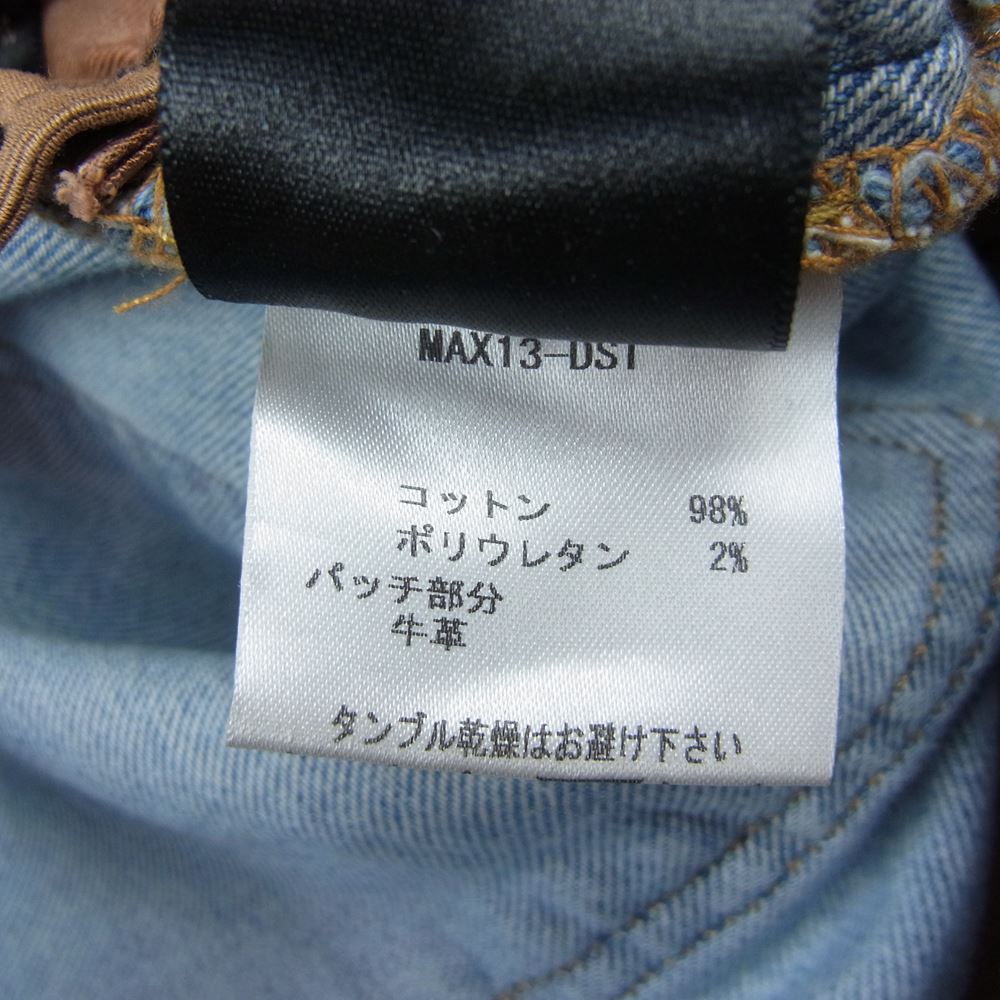 MAX13-DS1
コットン 98%
ポリウレタン 2%
パッチ部分
牛革
タンブル乾燥はお避け下さい